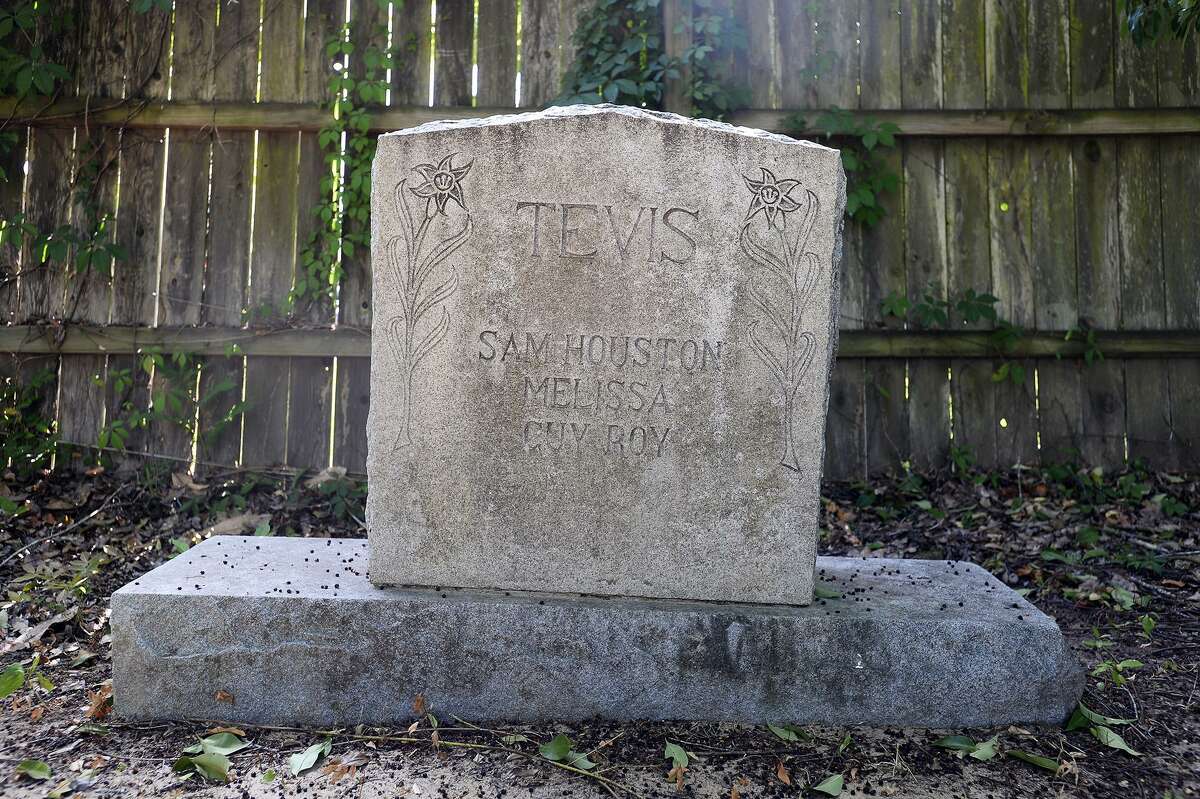 TEVIS
SAM HOUSTON
MELISSA
GUY ROY